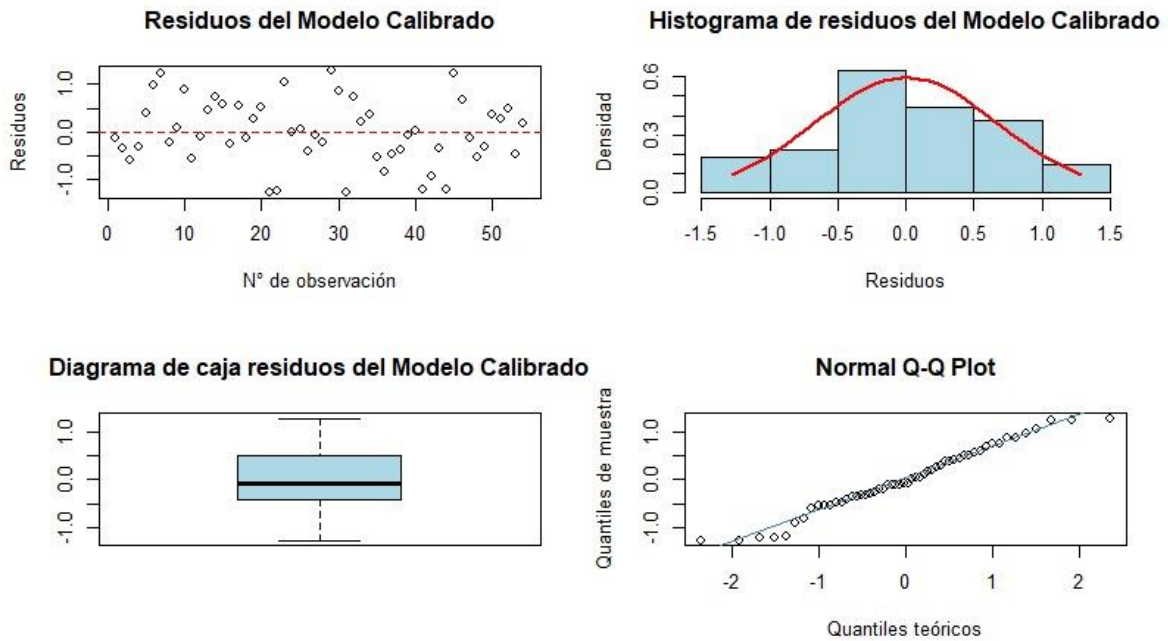 Residuos del Modelo Calibrado
Residuos
1.0
0.0
-1.0
0 10 20 30 40 50
N° de observación
Histograma de residuos del Modelo Calibrado
Densidad
0.6
0.3
0.0
-1.5 -1.0 -0.5 0.0 0.5 1.0 1.5
Residuos
Diagrama de caja residuos del Modelo Calibrado
1.0
0.0
-1.0
Normal Q-Q Plot
Quantiles de muestra
1.0
0.0
-1.0
-2 -1 0 1 2
Quantiles teóricos